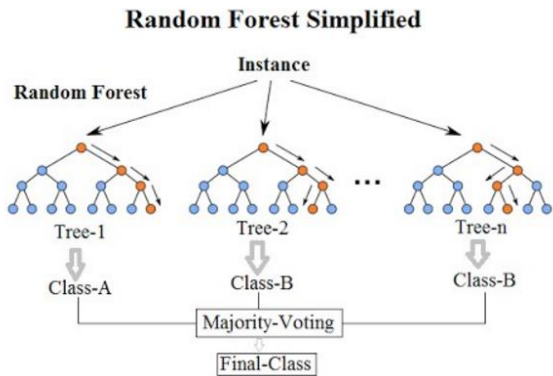 Random Forest Simplified
Instance
Random Forest
...
Tree-1
Tree-2
Tree-n
Class-A
Class-B
Class-B
Majority-Voting
Final-Class